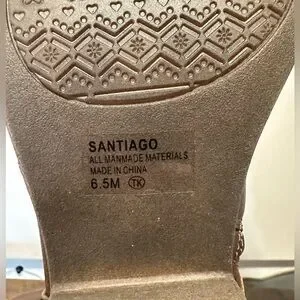 SANTIAGO
ALL MANMADE MATERIALS
MADE IN CHINA
6.5M TK